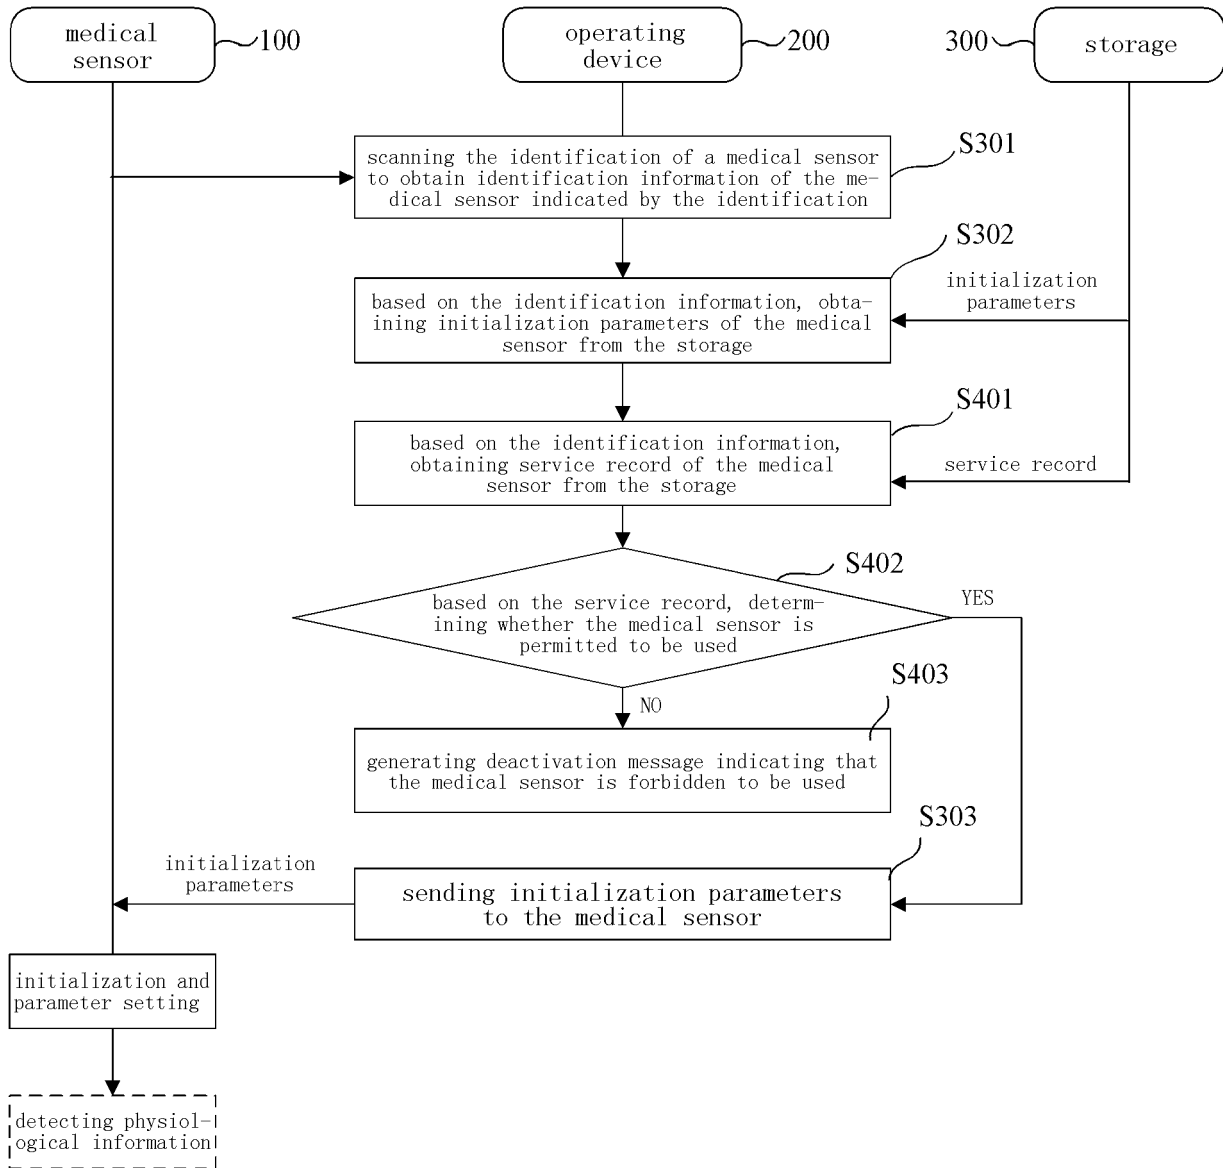 medical
sensor
100
operating
device
200
300
storage
S301
scanning the identification of a medical sensor
to obtain identification information of the me-
dical sensor indicated by the identification
S302
initialization
parameters
based on the identification information, obta-
ining initialization parameters of the medical
sensor from the storage
S401
based on the identification information,
obtaining service record of the medical
sensor from the storage
service record
S402
YES
based on the service record, determ-
ining whether the medical sensor is
permitted to be used
NO
S403
generating deactivation message indicating that
the medical sensor is forbidden to be used
S303
initialization
parameters
sending initialization parameters
to the medical sensor
initialization and
parameter setting
detecting physiol-
ogical information